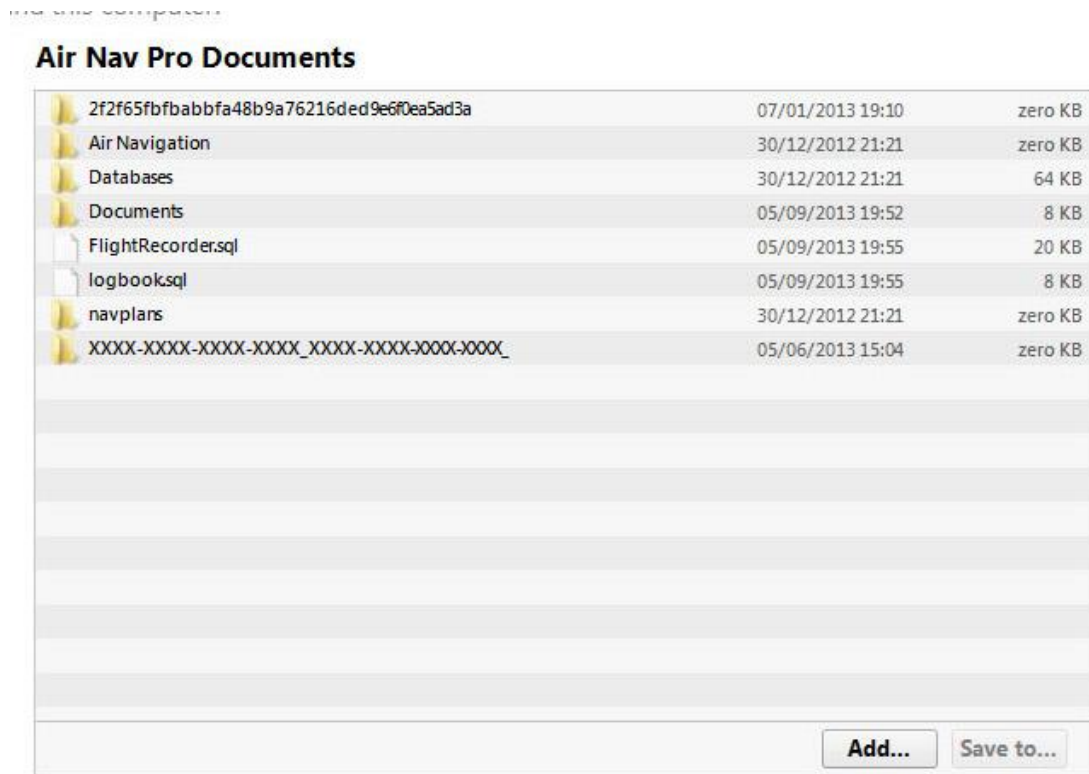 Air Nav Pro Documents
2f2f65fbfbabbfa48b9a76216ded9e6f0ea5ad3a 07/01/2013 19:10 zero KB
Air Navigation 30/12/2012 21:21 zero KB
Databases 30/12/2012 21:21 64 KB
Documents 05/09/2013 19:52 8 KB
FlightRecorder.sql 05/09/2013 19:55 20 KB
logbook.sql 05/09/2013 19:55 8 KB
navplans 30/12/2012 21:21 zero KB
XXXX-XXXX-XXXX-XXXX_XXXX-XXXX-XXXX-XXXX_ 05/06/2013 15:04 zero KB
Add... Save to...